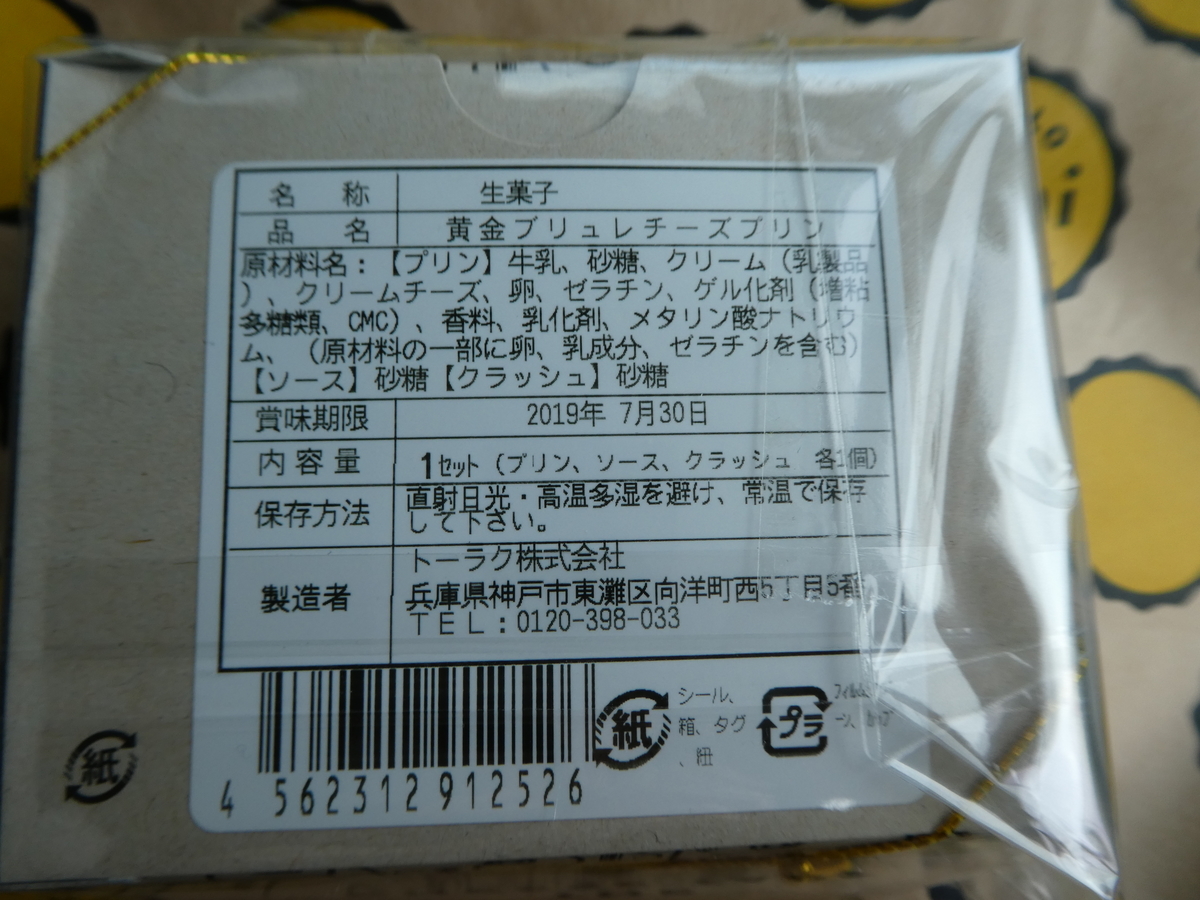 名 称 生菓子
品 名 黄金ブリュレチーズプリン
原材料名：【プリン】牛乳、砂糖、クリーム（乳製品
）、クリームチーズ、卵、ゼラチン、ゲル化剤（増粘
多糖類、CMC）、香料、乳化剤、メタリン酸ナトリウ
ム、（原材料の一部に卵、乳成分、ゼラチンを含む）
【ソース】砂糖【クラッシュ】砂糖
賞味期限 2019年 7月30日
内容量 1セット（プリン、ソース、クラッシュ 各1個）
保存方法 直射日光・高温多湿を避け、常温で保存
して下さい。
製造者 トーラク株式会社
兵庫県神戸市東灘区向洋町西5丁目5番
ＴＥＬ：0120-398-033
紙 シール、
箱、タグ
、紐
プラ
4 562312 912526
紙